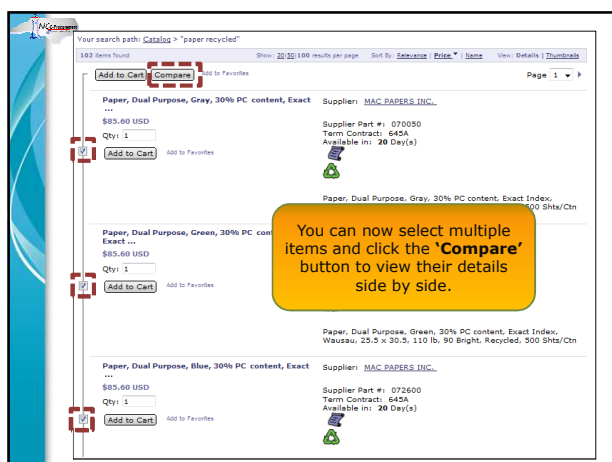 Your search path: Catalog > "paper recycled"
102 items found Show: 20|50|100 results per page Sort By: Relevance | Price | Name View: Details | Thumbnails
Add to Cart Compare Add to Favorites Page 1
Paper, Dual Purpose, Gray, 30% PC content, Exact
...
$85.60 USD
Qty: 1
Add to Cart Add to Favorites
Supplier: MAC PAPERS INC.
Supplier Part #: 070050
Term Contract: 645A
Available in: 20 Day(s)
Paper, Dual Purpose, Gray, 30% PC content, Exact Index,
500 Shts/Ctn
You can now select multiple
items and click the 'Compare'
button to view their details
side by side.
Paper, Dual Purpose, Green, 30% PC
Exact ...
$85.60 USD
Qty: 1
Add to Cart Add to Favorites
Paper, Dual Purpose, Green, 30% PC content, Exact Index,
Wausau, 25.5 x 30.5, 110 lb, 90 Bright, Recycled, 500 Shts/Ctn
Paper, Dual Purpose, Blue, 30% PC content, Exact
...
$85.60 USD
Qty: 1
Add to Cart Add to Favorites
Supplier: MAC PAPERS INC.
Supplier Part #: 072600
Term Contract: 645A
Available in: 20 Day(s)